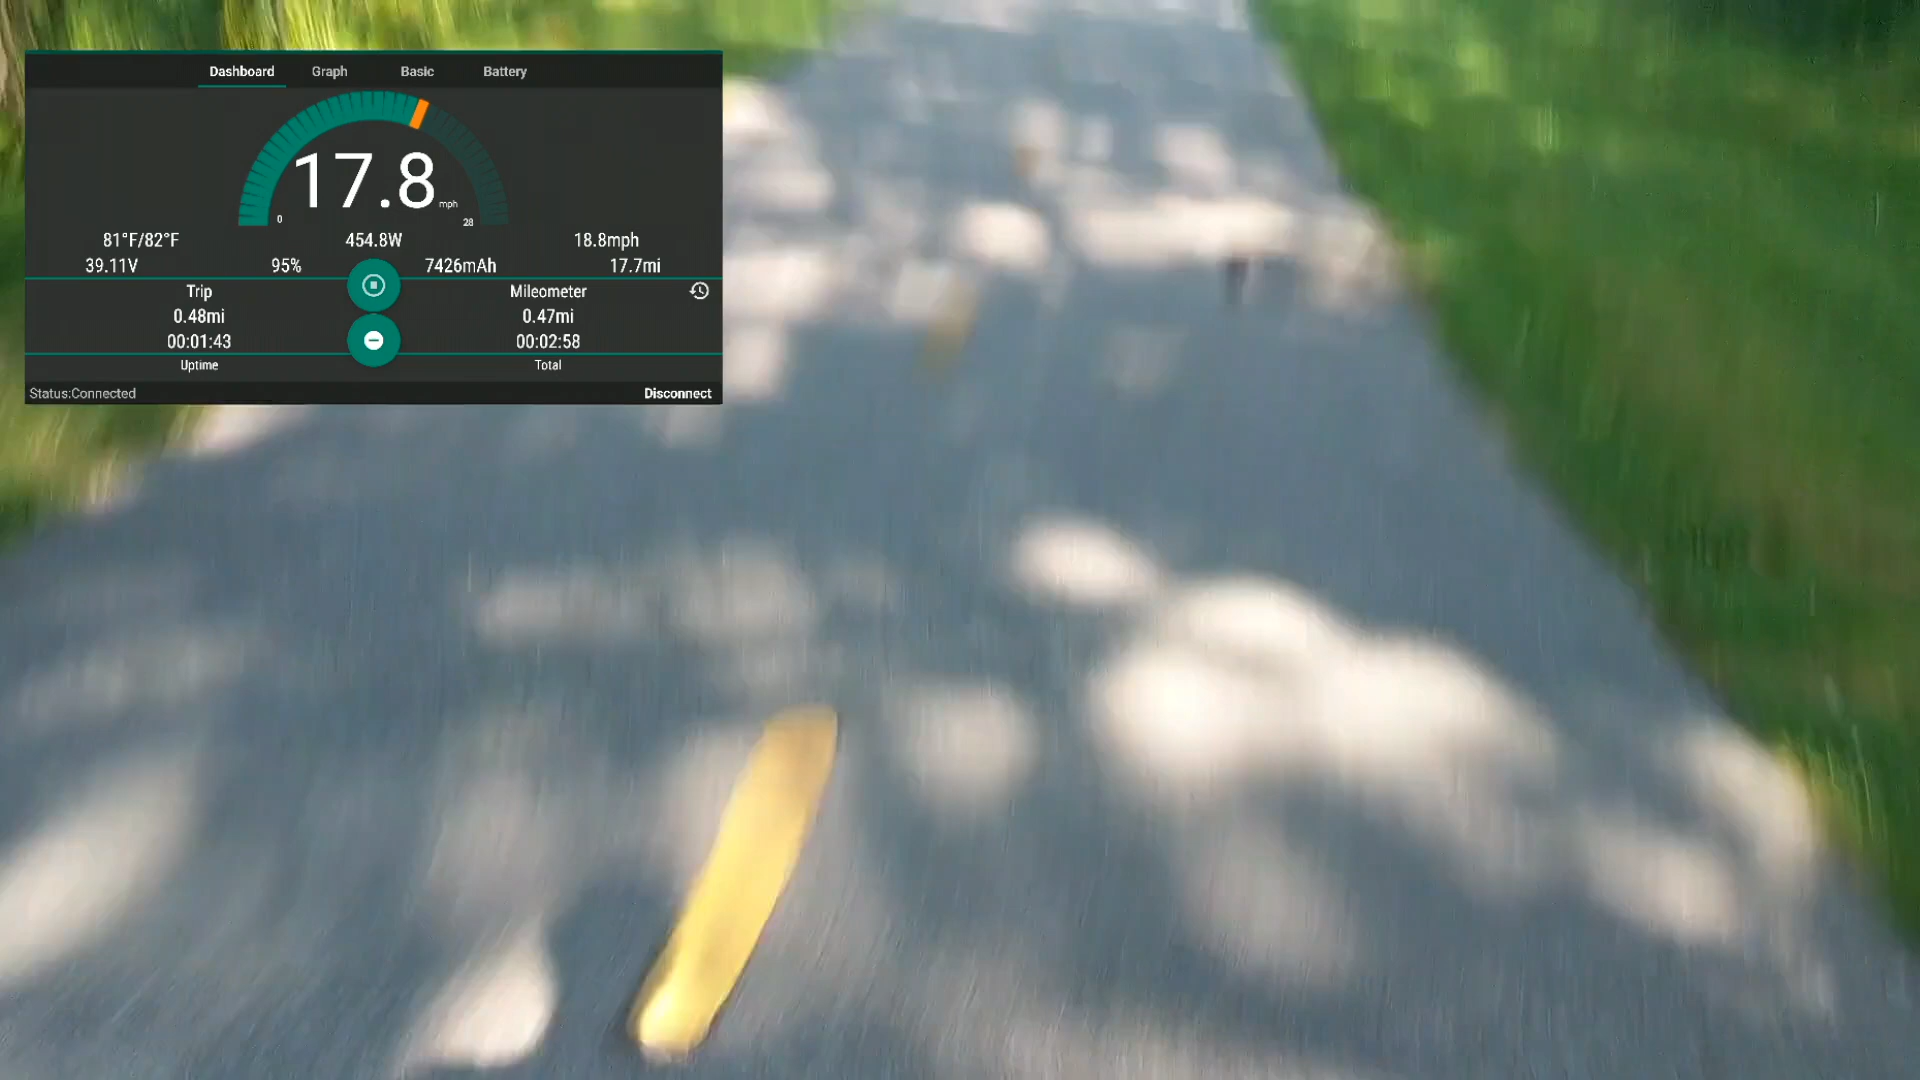 Dashboard Graph Basic Battery
17.8 mph
0 28
81°F/82°F 454.8W 18.8mph
39.11V 95% 7426mAh 17.7mi
Trip Mileometer
0.48mi 0.47mi
00:01:43 00:02:58
Uptime Total
Status:Connected Disconnect